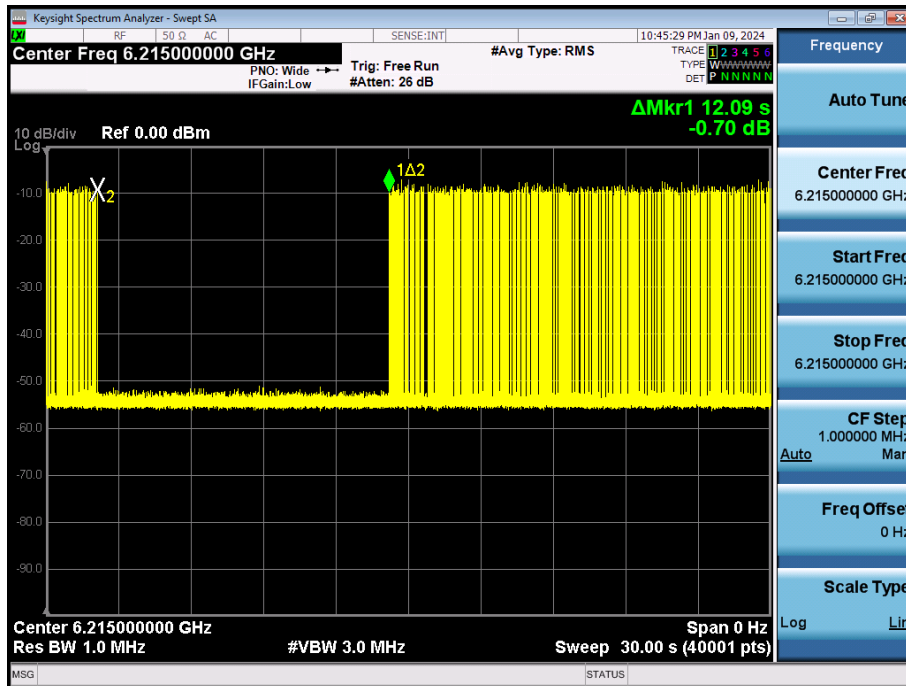 Keysight Spectrum Analyzer - Swept SA
LXI
RF
50 Ω
AC
SENSE:INT
10:45:29 PM Jan 09, 2024
Center Freq 6.215000000 GHz
PNO: Wide
IFGain:Low
Trig: Free Run
#Atten: 26 dB
#Avg Type: RMS
TRACE 1 2 3 4 5 6
TYPE WWWWWW
DET P N N N N N
ΔMkr1 12.09 s
-0.70 dB
10 dB/div
Ref 0.00 dBm
Log
1Δ2
X2
-10.0
-20.0
-30.0
-40.0
-50.0
-60.0
-70.0
-80.0
-90.0
Center 6.215000000 GHz
Span 0 Hz
Res BW 1.0 MHz
#VBW 3.0 MHz
Sweep 30.00 s (40001 pts)
MSG
STATUS
Frequency
Auto Tune
Center Freq
6.215000000 GHz
Start Freq
6.215000000 GHz
Stop Freq
6.215000000 GHz
CF Step
1.000000 MHz
Auto
Man
Freq Offset
0 Hz
Scale Type
Log
Lin